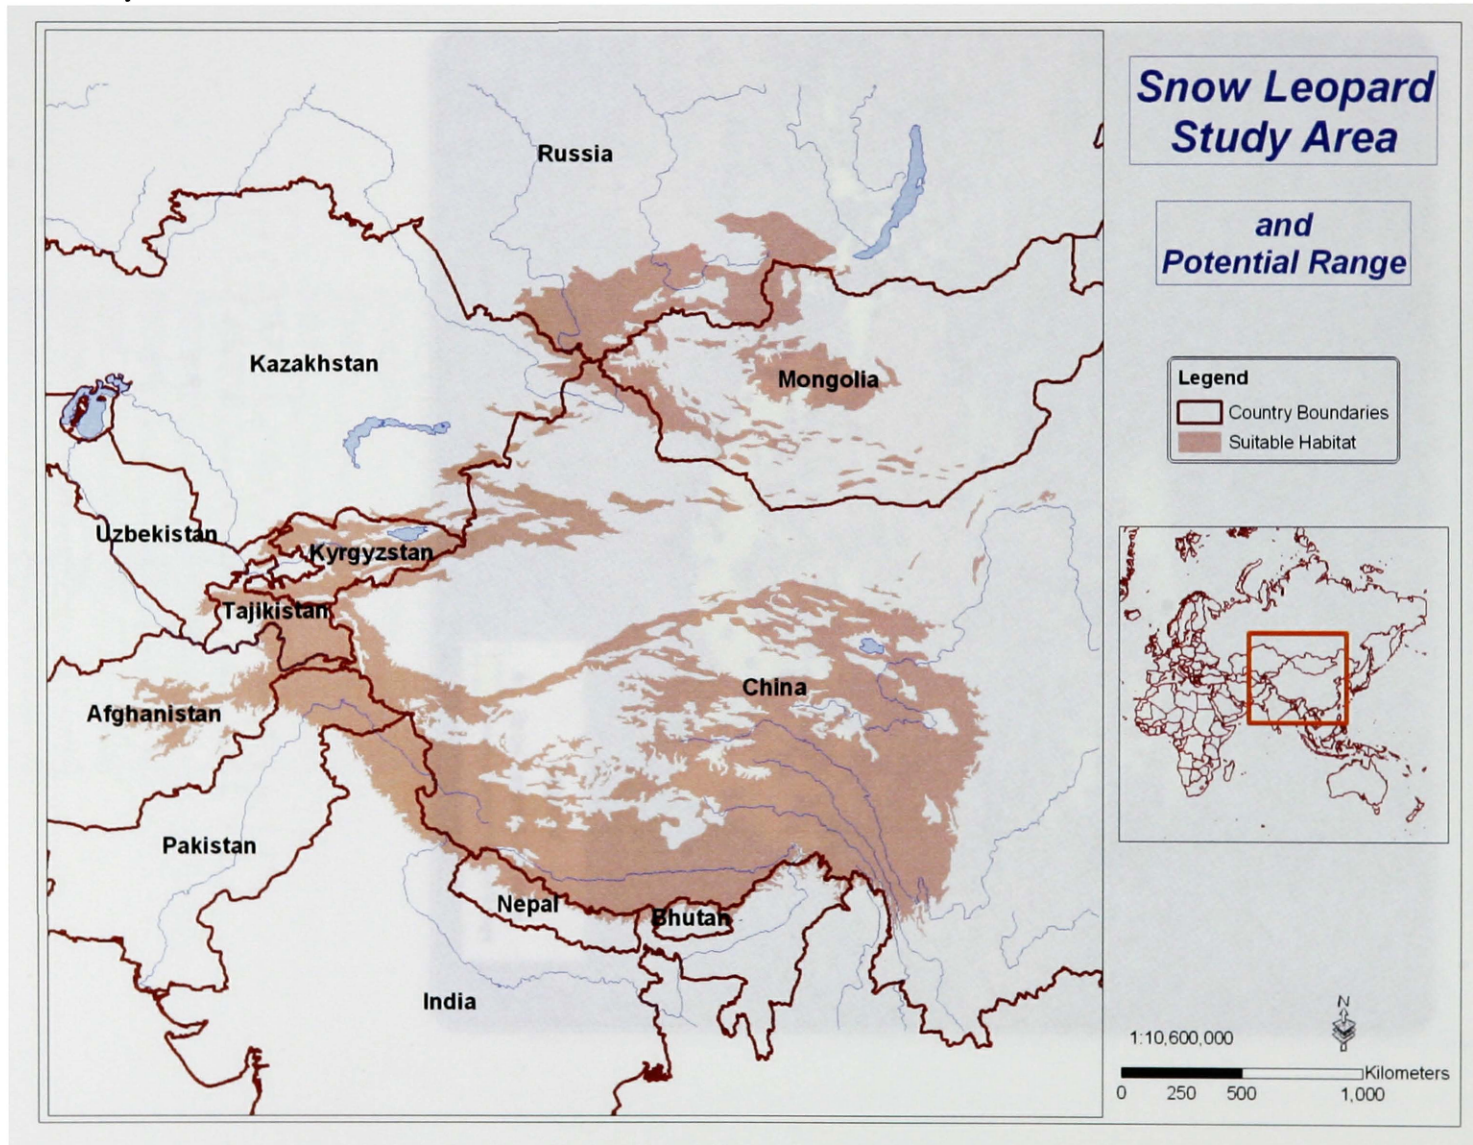 Snow Leopard
Study Area
and
Potential Range
Russia
Kazakhstan
Mongolia
Uzbekistan
Kyrgyzstan
Tajikistan
China
Afghanistan
Pakistan
Nepal
Bhutan
India
Legend
Country Boundaries
Suitable Habitat
N
1:10,600,000
Kilometers
0 250 500 1,000